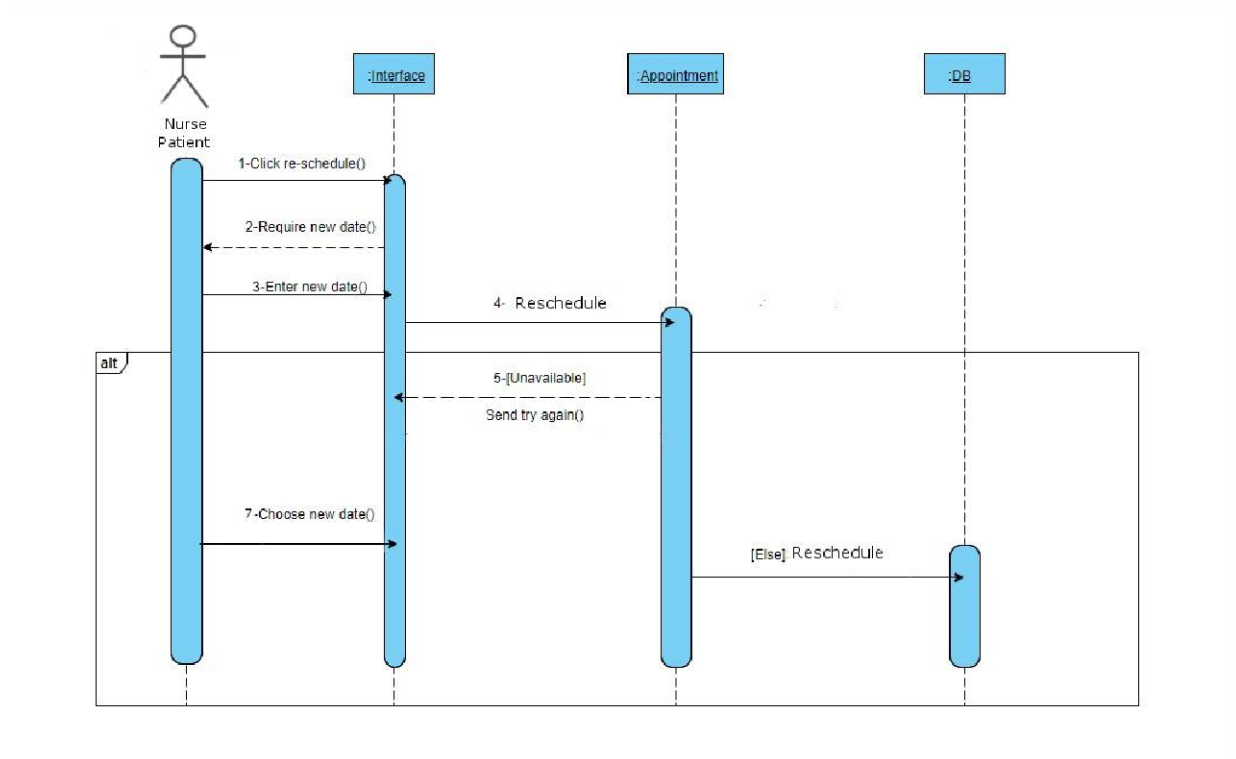 :Interface
:Appointment
:DB
Nurse
Patient
1-Click re-schedule()
2-Require new date()
3-Enter new date()
4- Reschedule
alt
5-[Unavailable]
Send try again()
7-Choose new date()
[Else] Reschedule